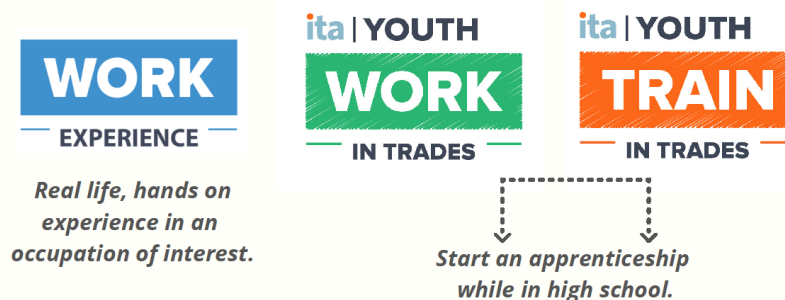 WORK
EXPERIENCE
Real life, hands on
experience in an
occupation of interest.
ita | YOUTH
WORK
IN TRADES
ita | YOUTH
TRAIN
IN TRADES
Start an apprenticeship
while in high school.